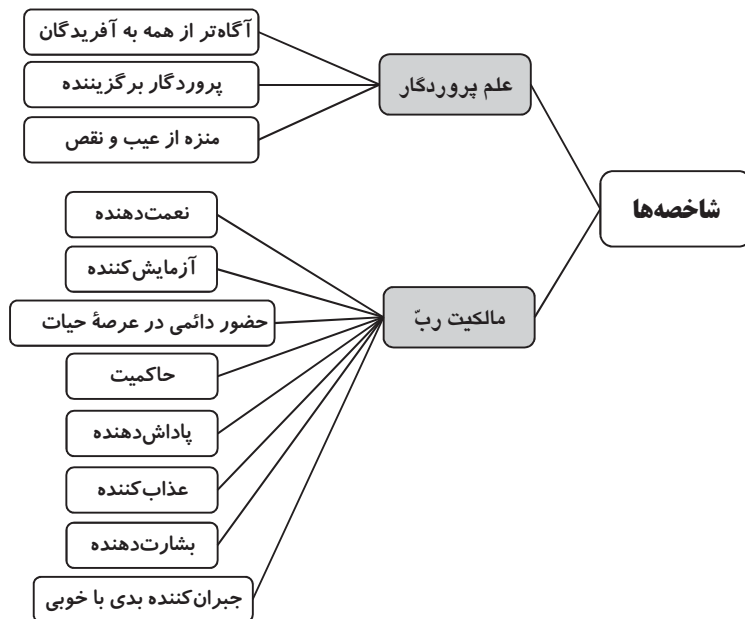 شاخصه‌ها
علم پروردگار
آگاه‌تر از همه به آفریدگان
پروردگار برگزیننده
منزه از عیب و نقص
مالکیت ربّ
نعمت‌دهنده
آزمایش‌کننده
حضور دائمی در عرصۀ حیات
حاکمیت
پاداش‌دهنده
عذاب‌کننده
بشارت‌دهنده
جبران‌کننده بدی با خوبی